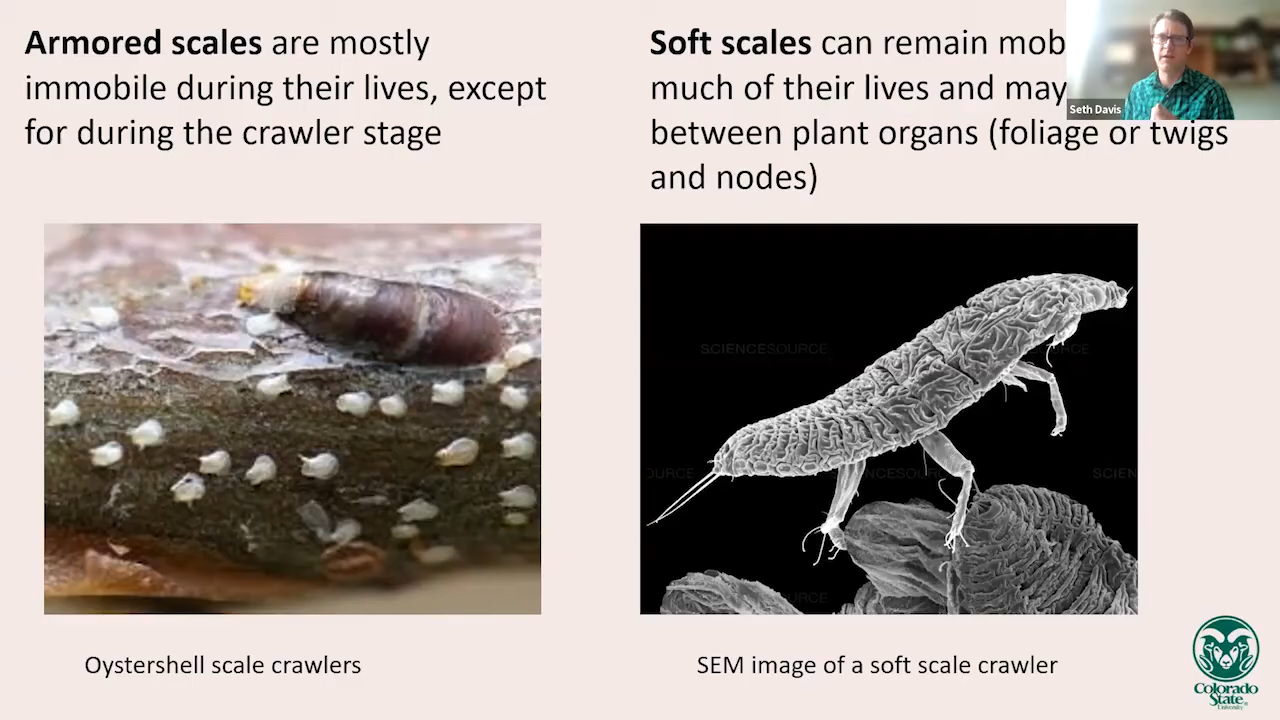 Armored scales are mostly
immobile during their lives, except
for during the crawler stage
Soft scales can remain mob
much of their lives and may
between plant organs (foliage or twigs
and nodes)
Seth Davis
SCIENCESOURCE
Oystershell scale crawlers
SEM image of a soft scale crawler
Colorado
State
University